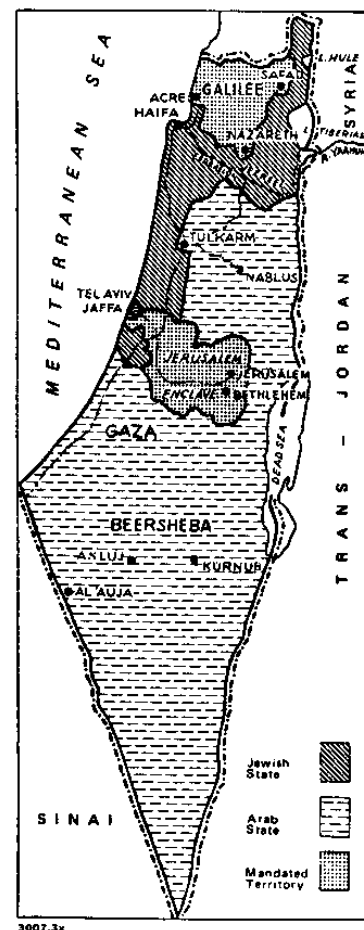 MEDITERRANEAN SEA
L. HULE
SAFAD
GALILEE
ACRE
HAIFA
NAZARETH
L. TIBERIAS
SYRIA
TULKARM
NABLUS
TEL AVIV
JAFFA
JERUSALEM
ENCLAVE
JERUSALEM
BETHLEHEM
DEAD SEA
TRANS - JORDAN
GAZA
BEERSHEBA
ASLUJ
KURNUB
AL AUJA
SINAI
Jewish
State
Arab
State
Mandated
Territory
3007.3x